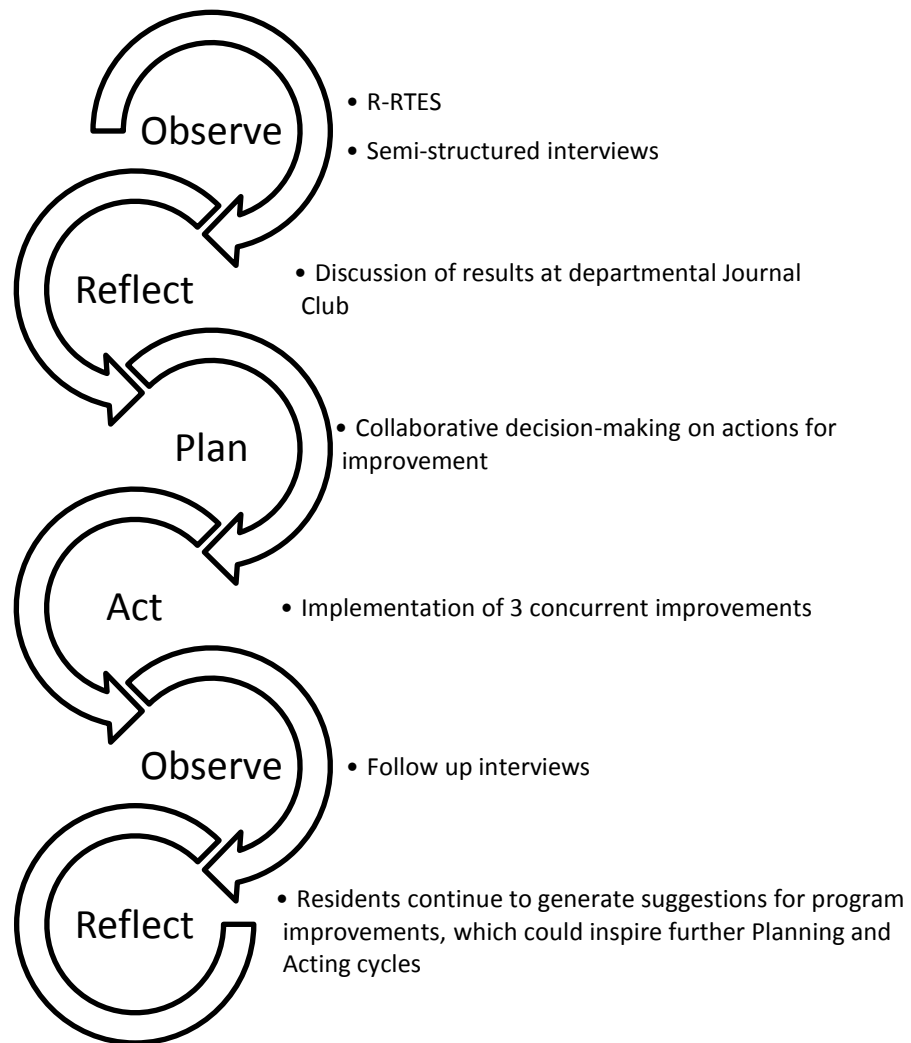 Observe
• R-RTES
• Semi-structured interviews
Reflect
• Discussion of results at departmental Journal
Club
Plan
• Collaborative decision-making on actions for
improvement
Act
• Implementation of 3 concurrent improvements
Observe
• Follow up interviews
Reflect
• Residents continue to generate suggestions for program
improvements, which could inspire further Planning and
Acting cycles